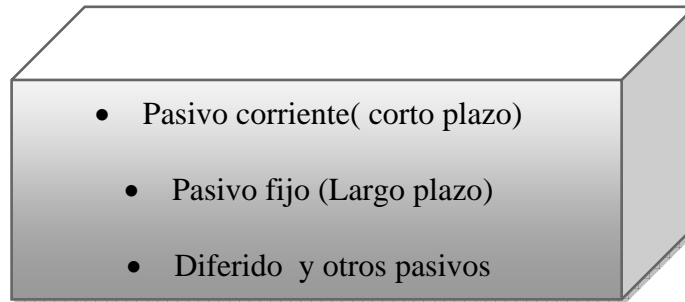 • Pasivo corriente( corto plazo)
• Pasivo fijo (Largo plazo)
• Diferido y otros pasivos